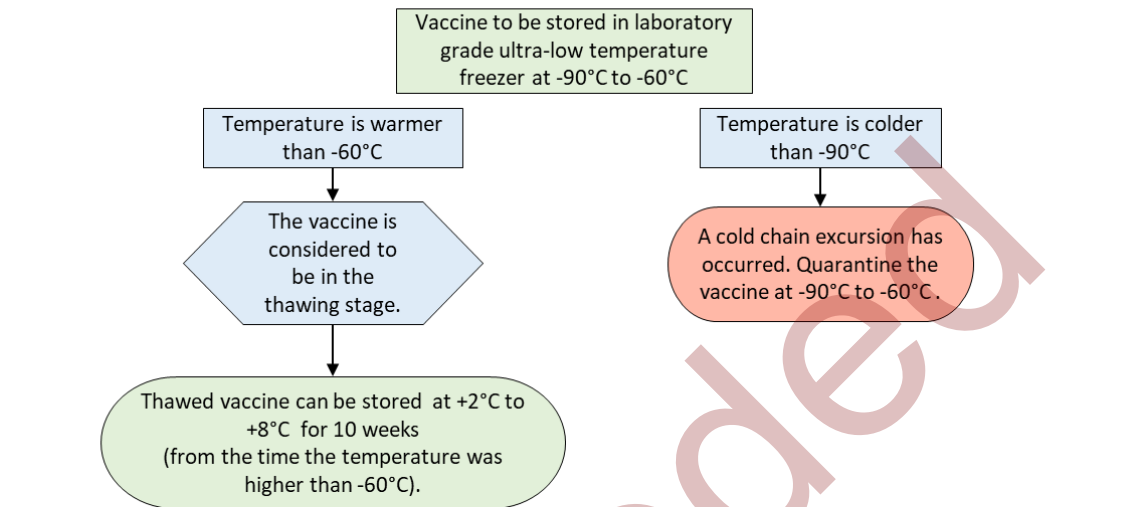 Vaccine to be stored in laboratory
grade ultra-low temperature
freezer at -90°C to -60°C
Temperature is warmer
than -60°C
Temperature is colder
than -90°C
The vaccine is
considered to
be in the
thawing stage.
A cold chain excursion has
occurred. Quarantine the
vaccine at -90°C to -60°C .
Thawed vaccine can be stored at +2°C to
+8°C for 10 weeks
(from the time the temperature was
higher than -60°C).
ded